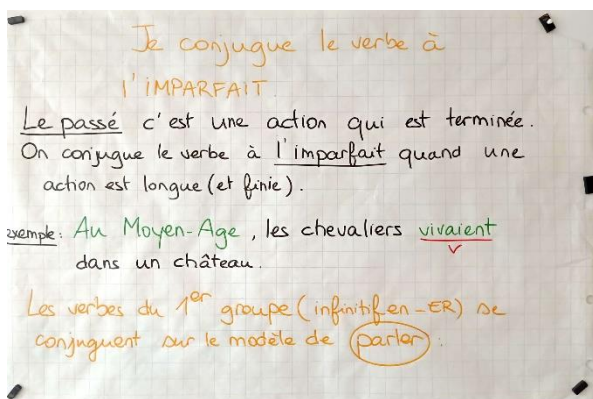 Je conjugue le verbe à
l'iMPARFAIT.
Le passé c'est une action qui est terminée.
On conjugue le verbe à l'imparfait quand une
action est longue (et finie).
exemple: Au Moyen-Age, les chevaliers vivaient
V
dans un château.
Les verbes du 1er groupe (infinitif en -ER) se
conjuguent sur le modèle de parler :